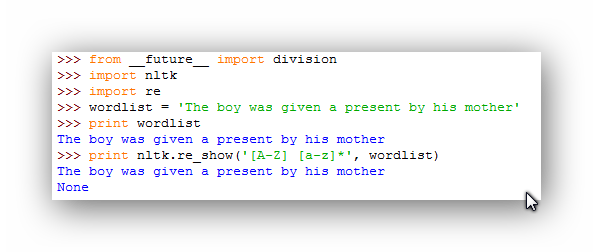 >>> from __future__ import division
>>> import nltk
>>> import re
>>> wordlist = 'The boy was given a present by his mother'
>>> print wordlist
The boy was given a present by his mother
>>> print nltk.re_show('[A-Z] [a-z]*', wordlist)
The boy was given a present by his mother
None